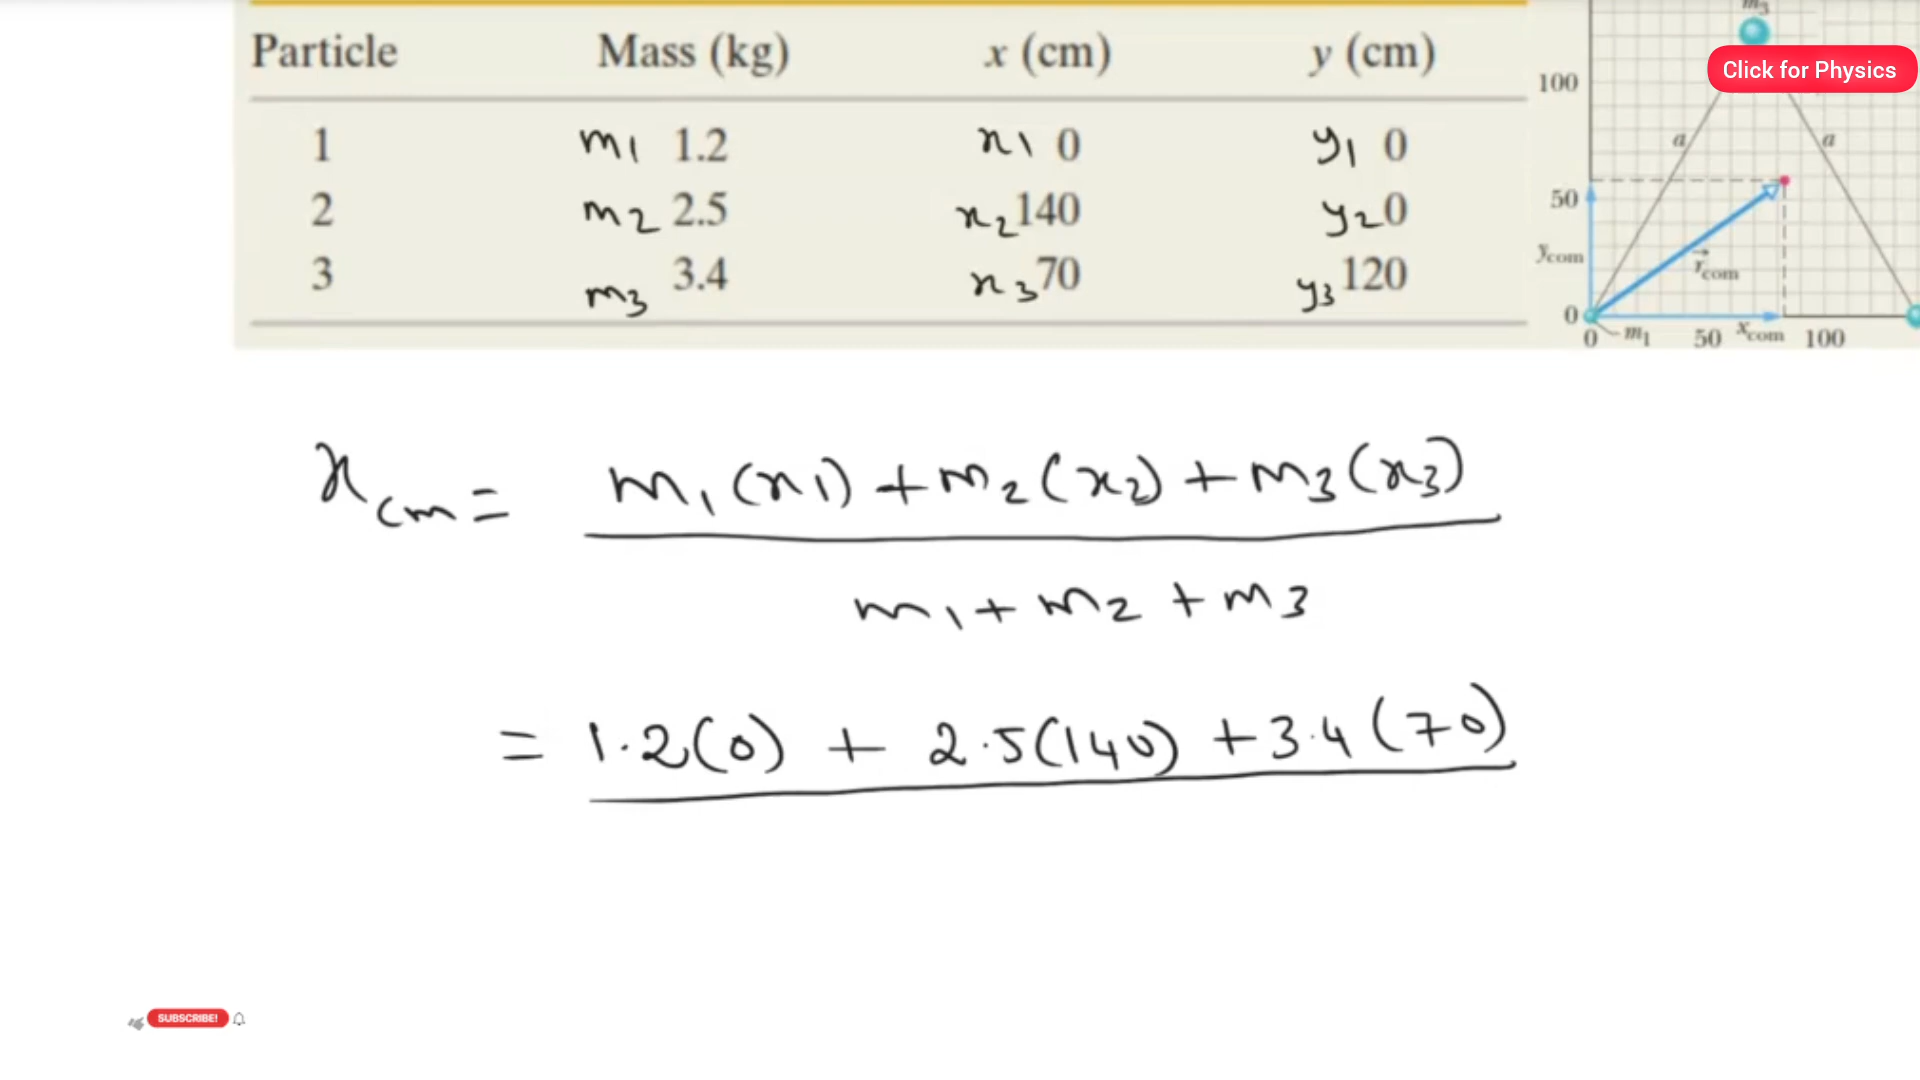 Particle Mass (kg) x (cm) y (cm)
1 m1 1.2 x1 0 y1 0
2 m2 2.5 x2 140 y2 0
3 m3 3.4 x3 70 y3 120
m3
Click for Physics
100
a a
50
ycom
rcom
0
0 m1 50 xcom 100
xcm = m1(x1) + m2(x2) + m3(x3)
m1 + m2 + m3
= 1.2(0) + 2.5(140) + 3.4(70)
SUBSCRIBE!